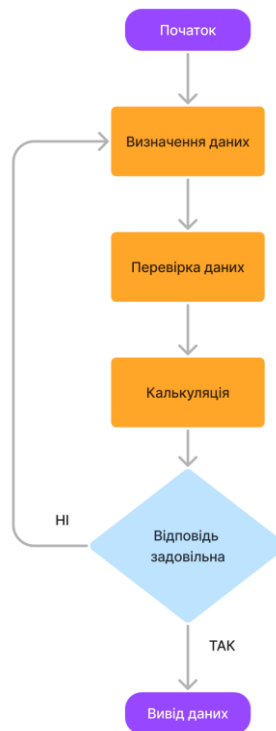 Початок
Визначення даних
Перевірка даних
Калькуляція
Відповідь
задовільна
НІ
ТАК
Вивід даних